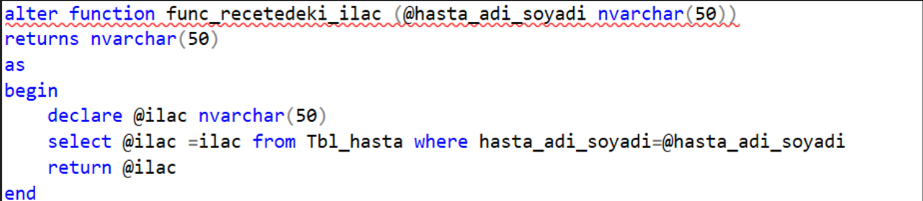 alter function func_recetedeki_ilac (@hasta_adi_soyadi nvarchar(50))
returns nvarchar(50)
as
begin
    declare @ilac nvarchar(50)
    select @ilac =ilac from Tbl_hasta where hasta_adi_soyadi=@hasta_adi_soyadi
    return @ilac
end